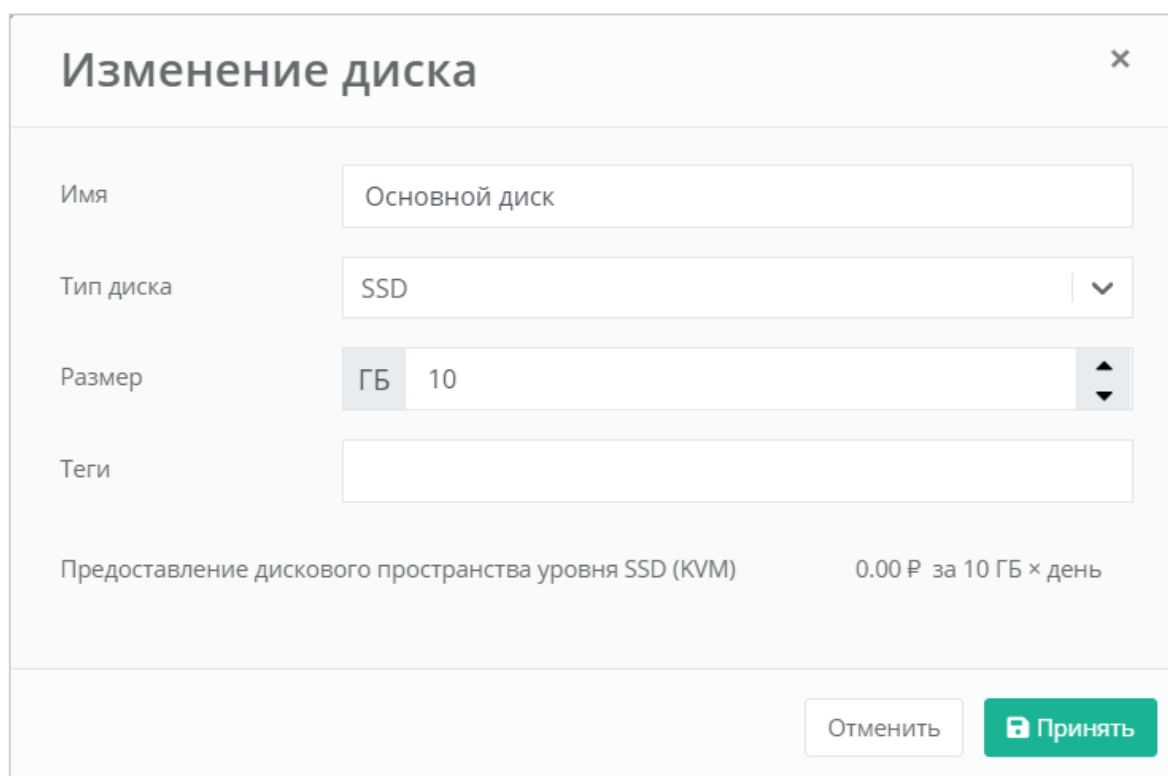 Изменение диска
×
Имя
Основной диск
Тип диска
SSD
Размер
ГБ 10
Теги
Предоставление дискового пространства уровня SSD (KVM) 0.00 ₽ за 10 ГБ × день
Отменить Принять